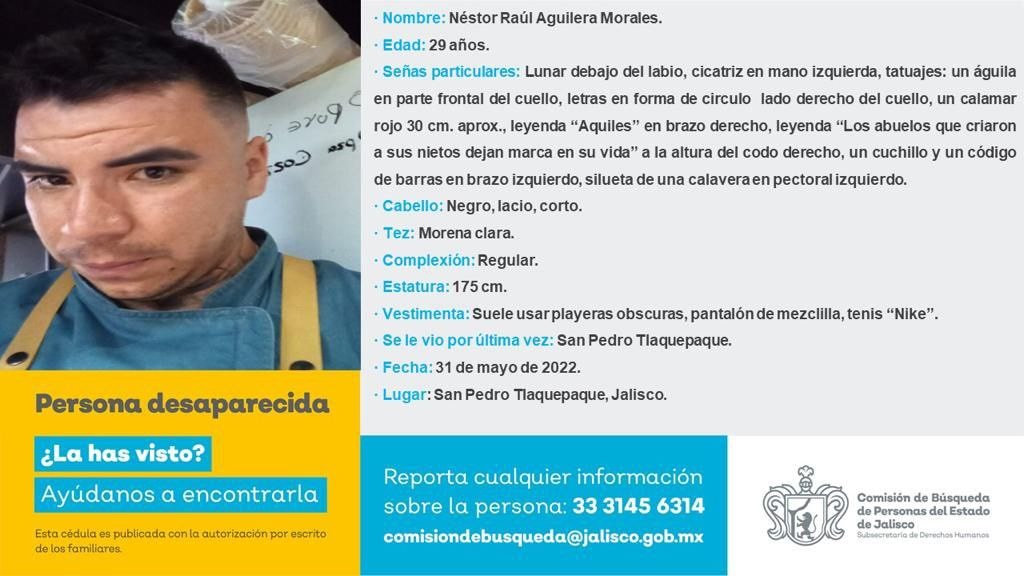 · Nombre: Néstor Raúl Aguilera Morales.
· Edad: 29 años.
· Señas particulares: Lunar debajo del labio, cicatriz en mano izquierda, tatuajes: un águila
en parte frontal del cuello, letras en forma de circulo lado derecho del cuello, un calamar
rojo 30 cm. aprox., leyenda “Aquiles” en brazo derecho, leyenda “Los abuelos que criaron
a sus nietos dejan marca en su vida” a la altura del codo derecho, un cuchillo y un código
de barras en brazo izquierdo, silueta de una calavera en pectoral izquierdo.
· Cabello: Negro, lacio, corto.
· Tez: Morena clara.
· Complexión: Regular.
· Estatura: 175 cm.
· Vestimenta: Suele usar playeras obscuras, pantalón de mezclilla, tenis “Nike”.
· Se le vio por última vez: San Pedro Tlaquepaque.
· Fecha: 31 de mayo de 2022.
· Lugar: San Pedro Tlaquepaque, Jalisco.
Persona desaparecida
¿La has visto?
Ayúdanos a encontrarla
Esta cédula es publicada con la autorización por escrito
de los familiares.
Reporta cualquier información
sobre la persona: 33 3145 6314
comisiondebusqueda@jalisco.gob.mx
Comisión de Búsqueda
de Personas del Estado
de Jalisco
Subsecretaría de Derechos Humanos